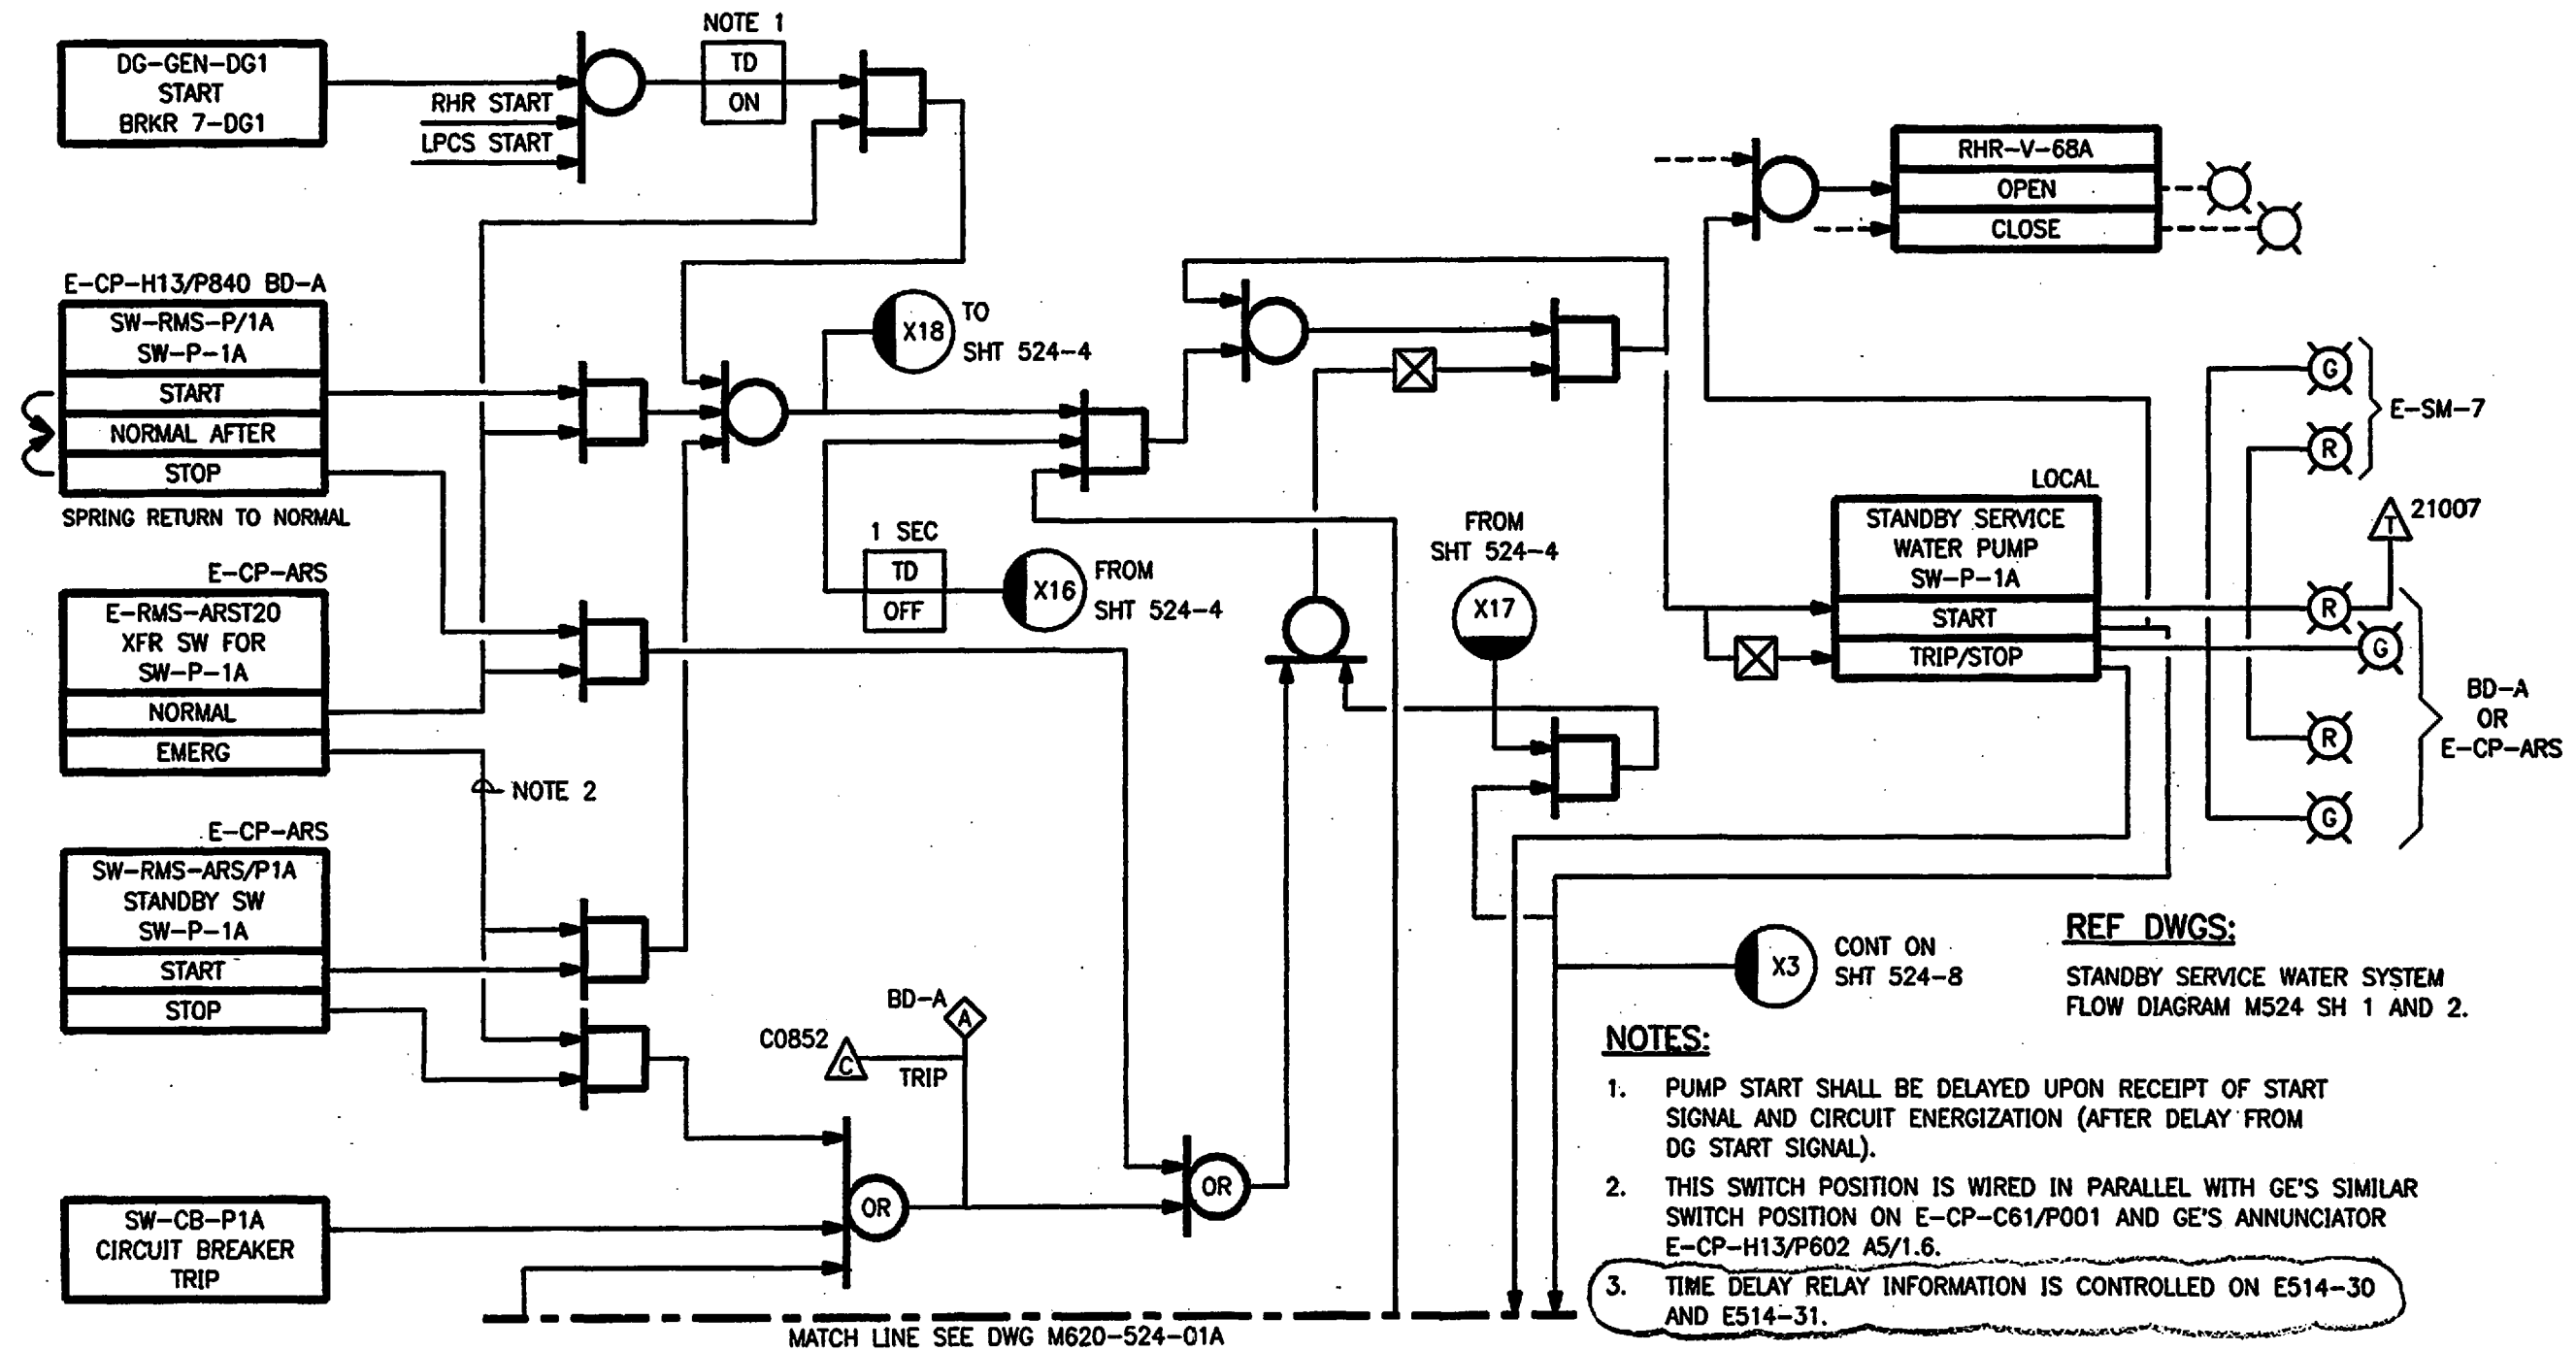 NOTE 1
DG-GEN-DG1
START
BRKR 7-DG1
TD
ON
RHR START
LPCS START
RHR-V-68A
OPEN
CLOSE
E-CP-H13/P840 BD-A
SW-RMS-P/1A
SW-P-1A
START
NORMAL AFTER
STOP
SPRING RETURN TO NORMAL
X18
TO
SHT 524-4
1 SEC
TD
OFF
X16
FROM
SHT 524-4
FROM
SHT 524-4
X17
G
R
E-SM-7
LOCAL
STANDBY SERVICE
WATER PUMP
SW-P-1A
START
TRIP/STOP
T
21007
R
G
R
G
BD-A
OR
E-CP-ARS
E-CP-ARS
E-RMS-ARST20
XFR SW FOR
SW-P-1A
NORMAL
EMERG
NOTE 2
E-CP-ARS
SW-RMS-ARS/P1A
STANDBY SW
SW-P-1A
START
STOP
BD-A
A
C0852
C
TRIP
OR
OR
SW-CB-P1A
CIRCUIT BREAKER
TRIP
X3
CONT ON
SHT 524-8
MATCH LINE SEE DWG M620-524-01A
REF DWGS:
STANDBY SERVICE WATER SYSTEM
FLOW DIAGRAM M524 SH 1 AND 2.
NOTES:
1. PUMP START SHALL BE DELAYED UPON RECEIPT OF START
SIGNAL AND CIRCUIT ENERGIZATION (AFTER DELAY FROM
DG START SIGNAL).
2. THIS SWITCH POSITION IS WIRED IN PARALLEL WITH GE'S SIMILAR
SWITCH POSITION ON E-CP-C61/P001 AND GE'S ANNUNCIATOR
E-CP-H13/P602 A5/1.6.
3. TIME DELAY RELAY INFORMATION IS CONTROLLED ON E514-30
AND E514-31.